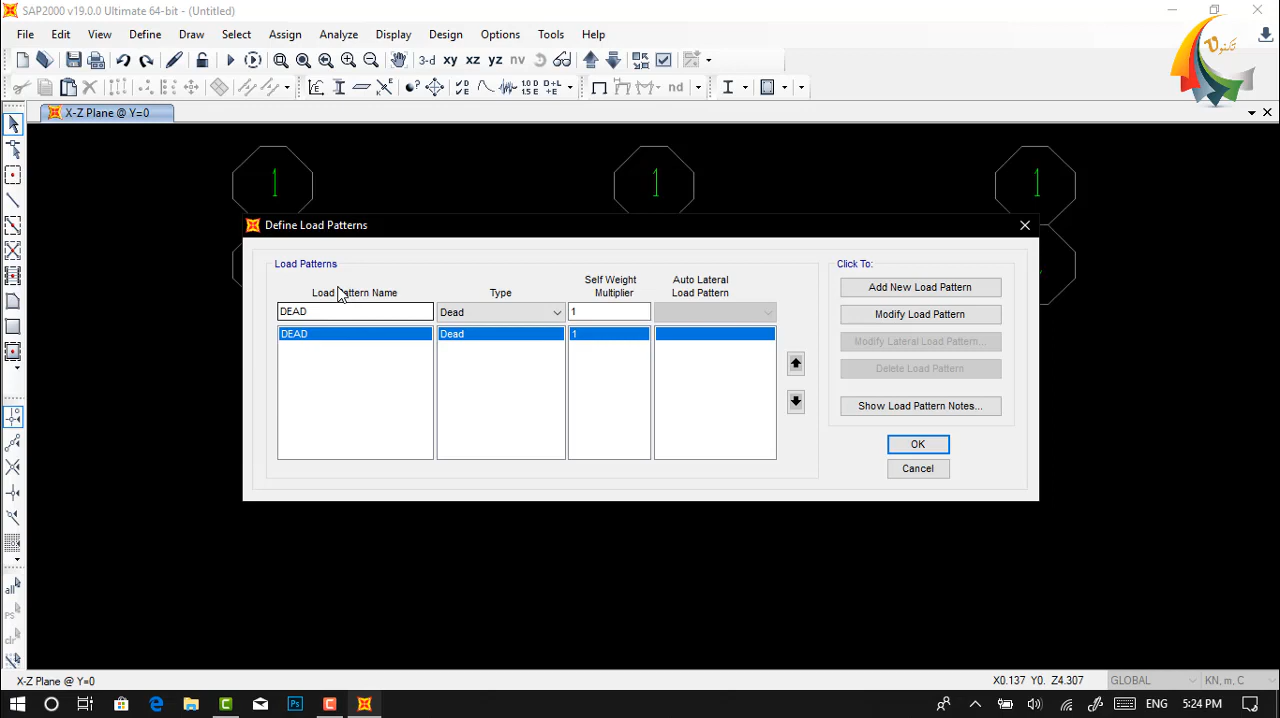 SAP2000 v19.0.0 Ultimate 64-bit - (Untitled)
File Edit View Define Draw Select Assign Analyze Display Design Options Tools Help
3-d xy xz yz nv
nd
X-Z Plane @ Y=0
1 1 1
Define Load Patterns
Load Patterns
Click To:
Load Pattern Name
Type
Self Weight
Multiplier
Auto Lateral
Load Pattern
DEAD Dead 1
DEAD Dead 1
Add New Load Pattern
Modify Load Pattern
Modify Lateral Load Pattern...
Delete Load Pattern
Show Load Pattern Notes...
OK
Cancel
all
PS
clr
X-Z Plane @ Y=0
X0.137 Y0. Z4.307
GLOBAL
KN, m, C
ENG
5:24 PM